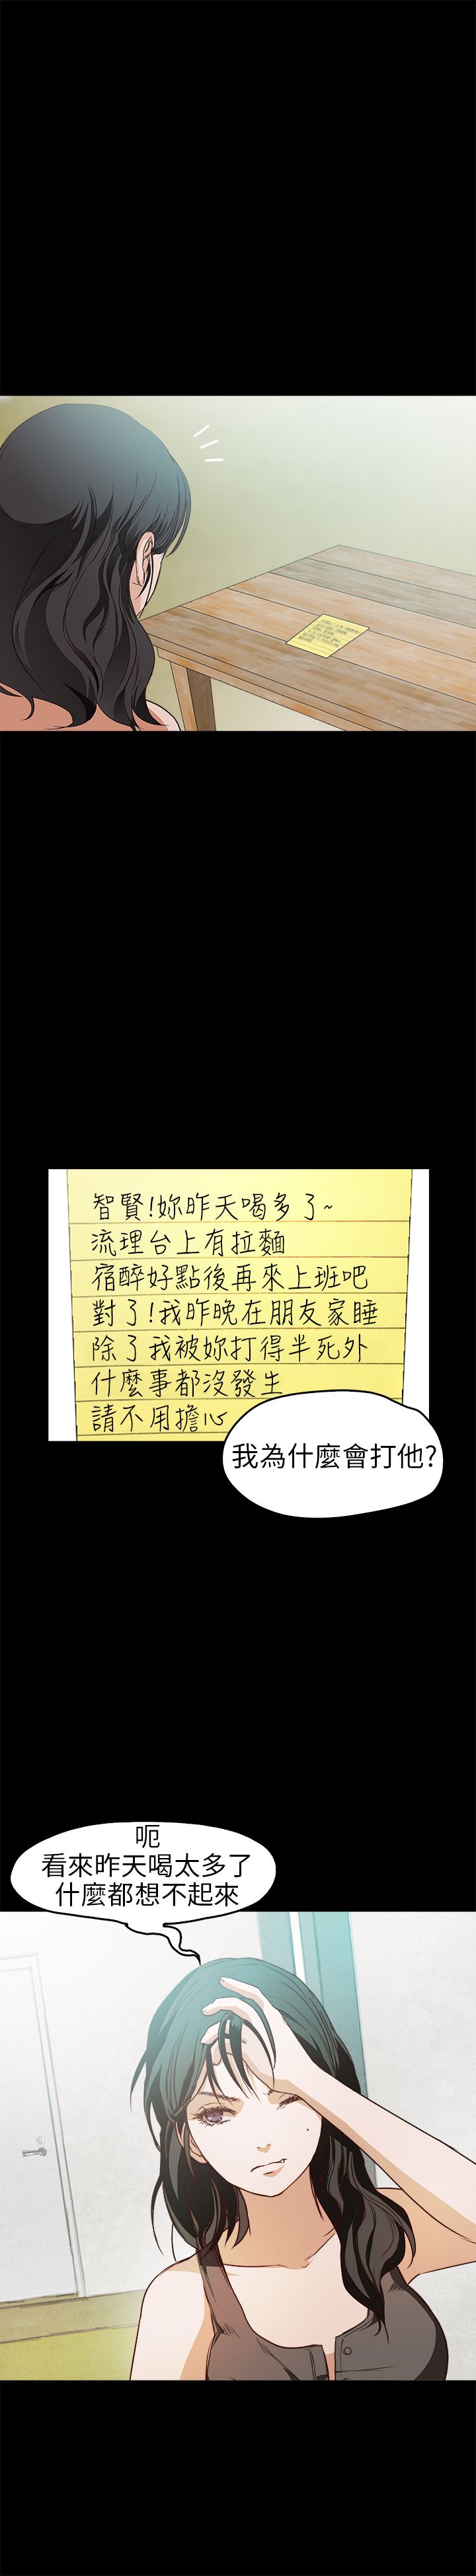 智賢!妳昨天喝多了~
流理台上有拉麵
宿醉好點後再來上班吧
對了!我昨晚在朋友家睡
除了我被妳打得半死外
什麼事都沒發生
請不用擔心
我為什麼會打他?
呃
看來昨天喝太多了
什麼都想不起來